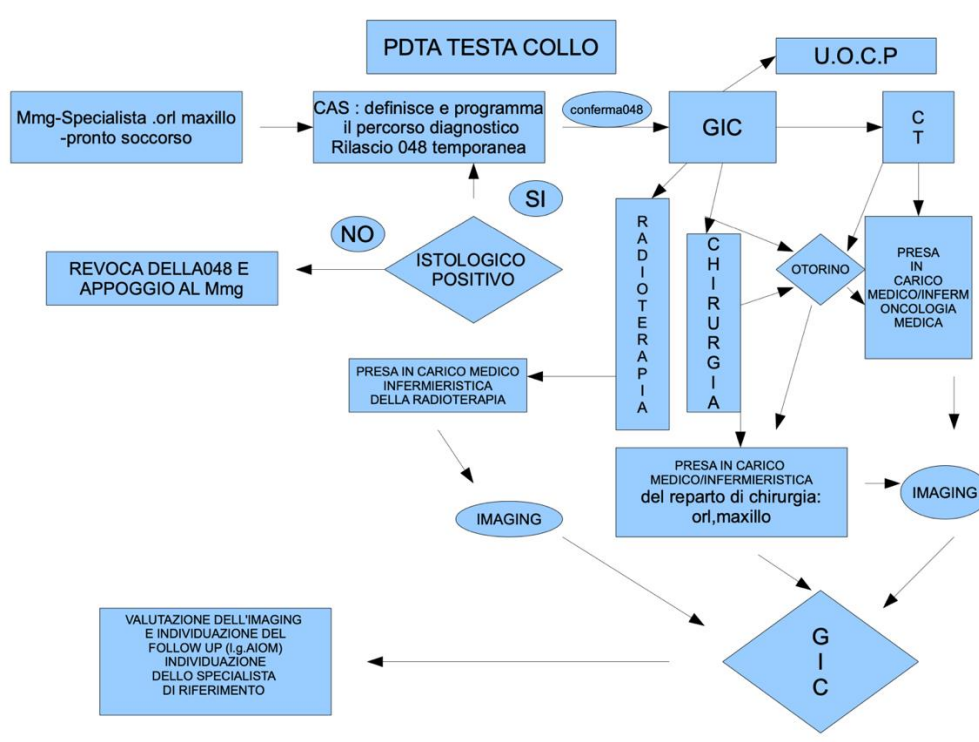 PDTA TESTA COLLO
U.O.C.P
Mmg-Specialista .orl maxillo
-pronto soccorso
CAS : definisce e programma
il percorso diagnostico
Rilascio 048 temporanea
conferma048
GIC
C
T
SI
NO
ISTOLOGICO
POSITIVO
REVOCA DELLA048 E
APPOGGIO AL Mmg
R
A
D
I
O
T
E
R
A
P
I
A
C
H
I
R
U
R
G
I
A
OTORINO
PRESA
IN
CARICO
MEDICO/INFERM
ONCOLOGIA
MEDICA
PRESA IN CARICO MEDICO
INFERMIERISTICA
DELLA RADIOTERAPIA
PRESA IN CARICO
MEDICO/INFERMIERISTICA
del reparto di chirurgia:
orl,maxillo
IMAGING
IMAGING
VALUTAZIONE DELL'IMAGING
E INDIVIDUAZIONE DEL
FOLLOW UP (l.g.AIOM)
INDIVIDUAZIONE
DELLO SPECIALISTA
DI RIFERIMENTO
G
I
C